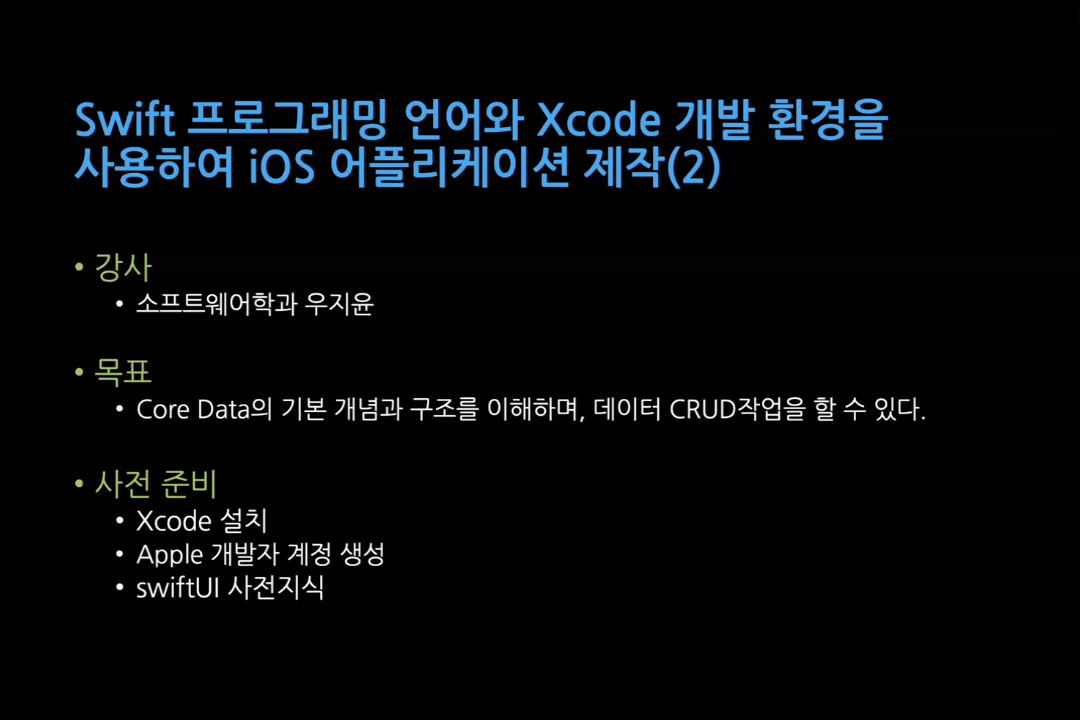 Swift 프로그래밍 언어와 Xcode 개발 환경을
사용하여 iOS 어플리케이션 제작(2)
• 강사
• 소프트웨어학과 우지윤
• 목표
• Core Data의 기본 개념과 구조를 이해하며, 데이터 CRUD작업을 할 수 있다.
• 사전 준비
• Xcode 설치
• Apple 개발자 계정 생성
• swiftUI 사전지식